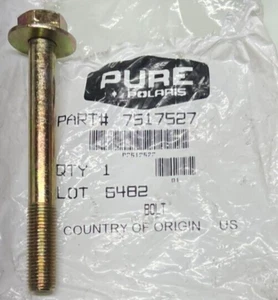 PURE
POLARIS
PART# 7517527
QTY 1
LOT 6482
BOLT
COUNTRY OF ORIGIN US